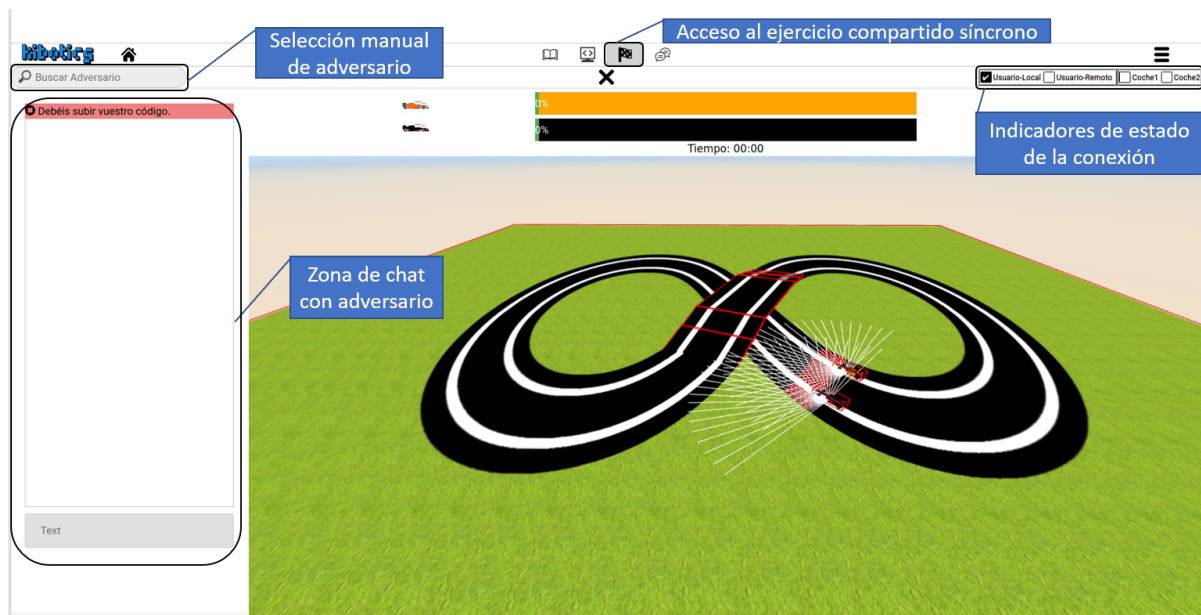 Selección manual
de adversario
Acceso al ejercicio compartido síncrono
kibotics
Buscar Adversario
Usuario-Local Usuario-Remoto Coche1 Coche2
Debéis subir vuestro código.
0%
0%
Tiempo: 00:00
Indicadores de estado
de la conexión
Zona de chat
con adversario
Text